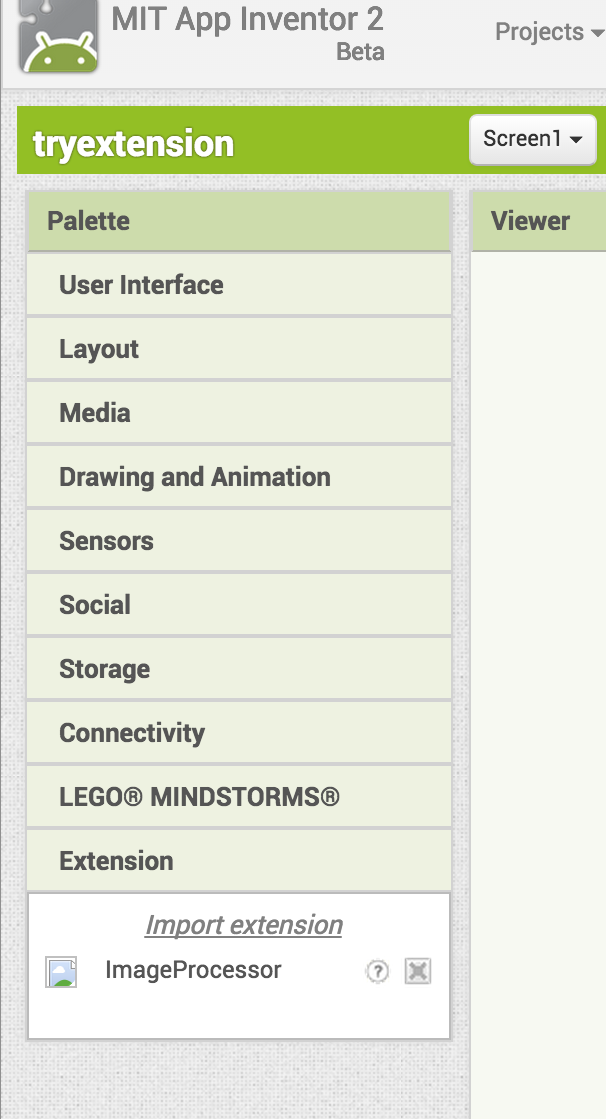 MIT App Inventor 2
Beta
Projects
tryextension
Screen1
Palette
Viewer
User Interface
Layout
Media
Drawing and Animation
Sensors
Social
Storage
Connectivity
LEGO® MINDSTORMS®
Extension
Import extension
ImageProcessor ?